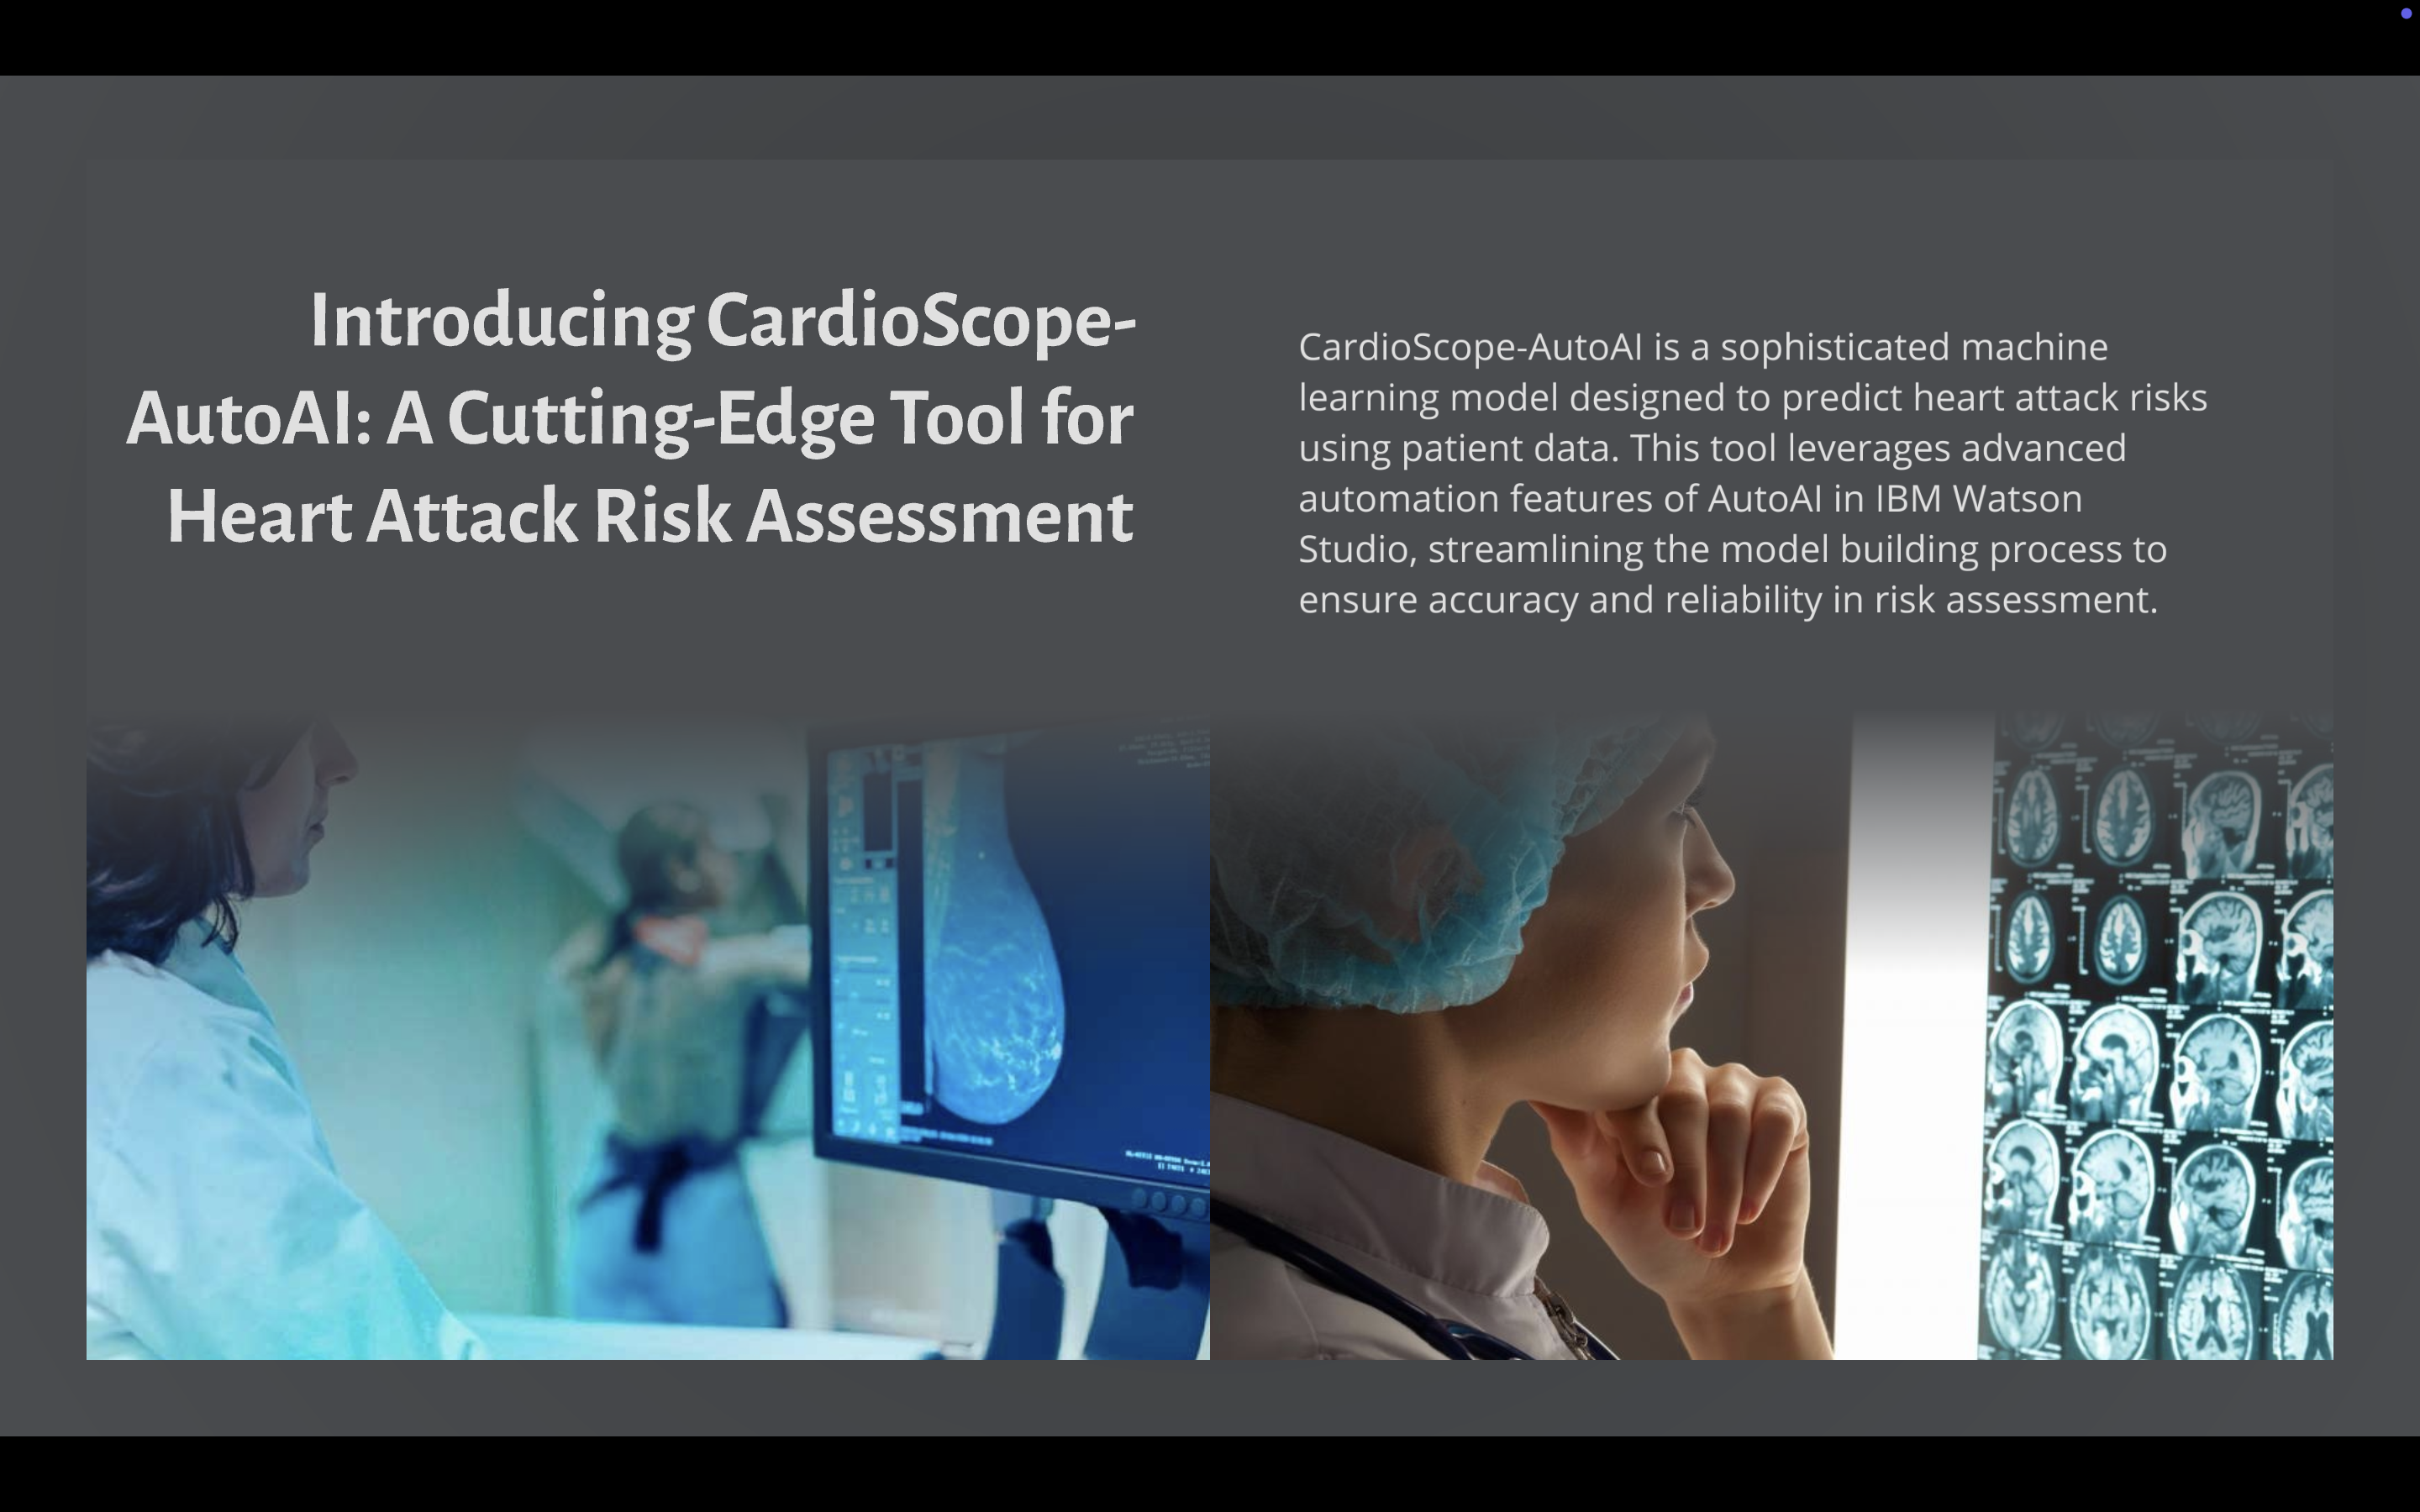 Introducing CardioScope-
AutoAI: A Cutting-Edge Tool for
Heart Attack Risk Assessment
CardioScope-AutoAI is a sophisticated machine
learning model designed to predict heart attack risks
using patient data. This tool leverages advanced
automation features of AutoAI in IBM Watson
Studio, streamlining the model building process to
ensure accuracy and reliability in risk assessment.